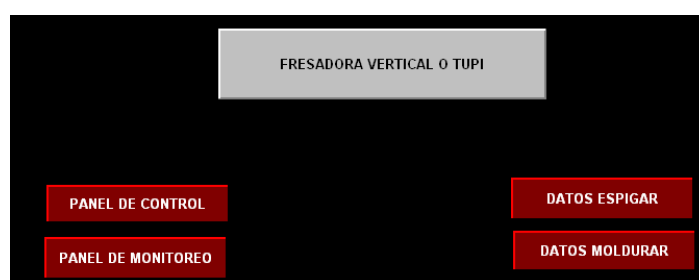 FRESADORA VERTICAL O TUPI
PANEL DE CONTROL
DATOS ESPIGAR
PANEL DE MONITOREO
DATOS MOLDURAR